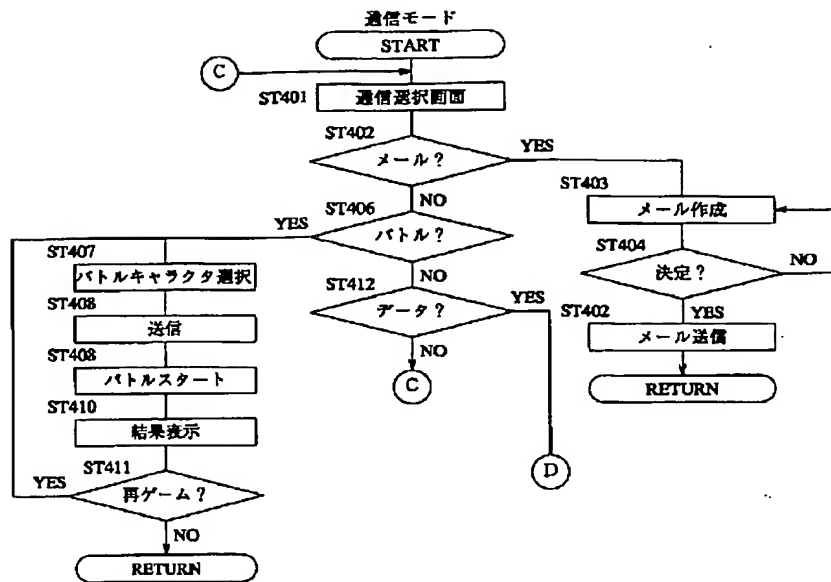 通信モード
START
C
ST401
通信選択画面
ST402
メール？
YES
NO
ST403
メール作成
ST404
決定？
NO
YES
ST402
メール送信
RETURN
ST406
バトル？
YES
NO
ST407
バトルキャラクタ選択
ST408
送信
ST408
バトルスタート
ST410
結果表示
ST411
再ゲーム？
YES
NO
RETURN
ST412
データ？
YES
NO
C
D